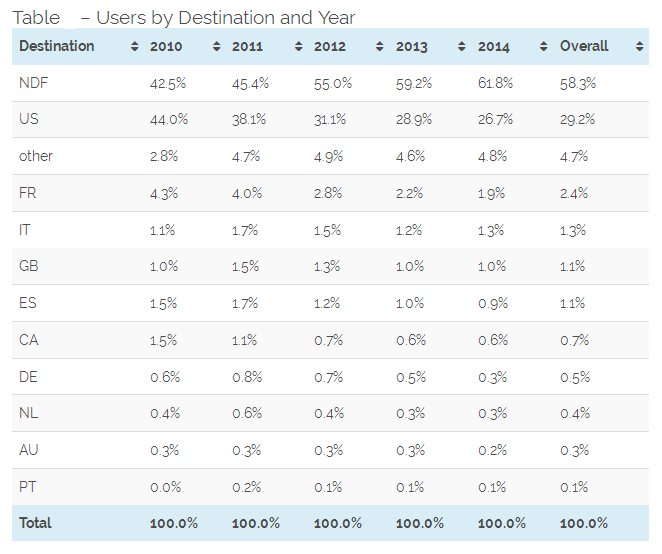 Table – Users by Destination and Year
Destination 2010 2011 2012 2013 2014 Overall
NDF 42.5% 45.4% 55.0% 59.2% 61.8% 58.3%
US 44.0% 38.1% 31.1% 28.9% 26.7% 29.2%
other 2.8% 4.7% 4.9% 4.6% 4.8% 4.7%
FR 4.3% 4.0% 2.8% 2.2% 1.9% 2.4%
IT 1.1% 1.7% 1.5% 1.2% 1.3% 1.3%
GB 1.0% 1.5% 1.3% 1.0% 1.0% 1.1%
ES 1.5% 1.7% 1.2% 1.0% 0.9% 1.1%
CA 1.5% 1.1% 0.7% 0.6% 0.6% 0.7%
DE 0.6% 0.8% 0.7% 0.5% 0.3% 0.5%
NL 0.4% 0.6% 0.4% 0.3% 0.3% 0.4%
AU 0.3% 0.3% 0.3% 0.3% 0.2% 0.3%
PT 0.0% 0.2% 0.1% 0.1% 0.1% 0.1%
Total 100.0% 100.0% 100.0% 100.0% 100.0% 100.0%